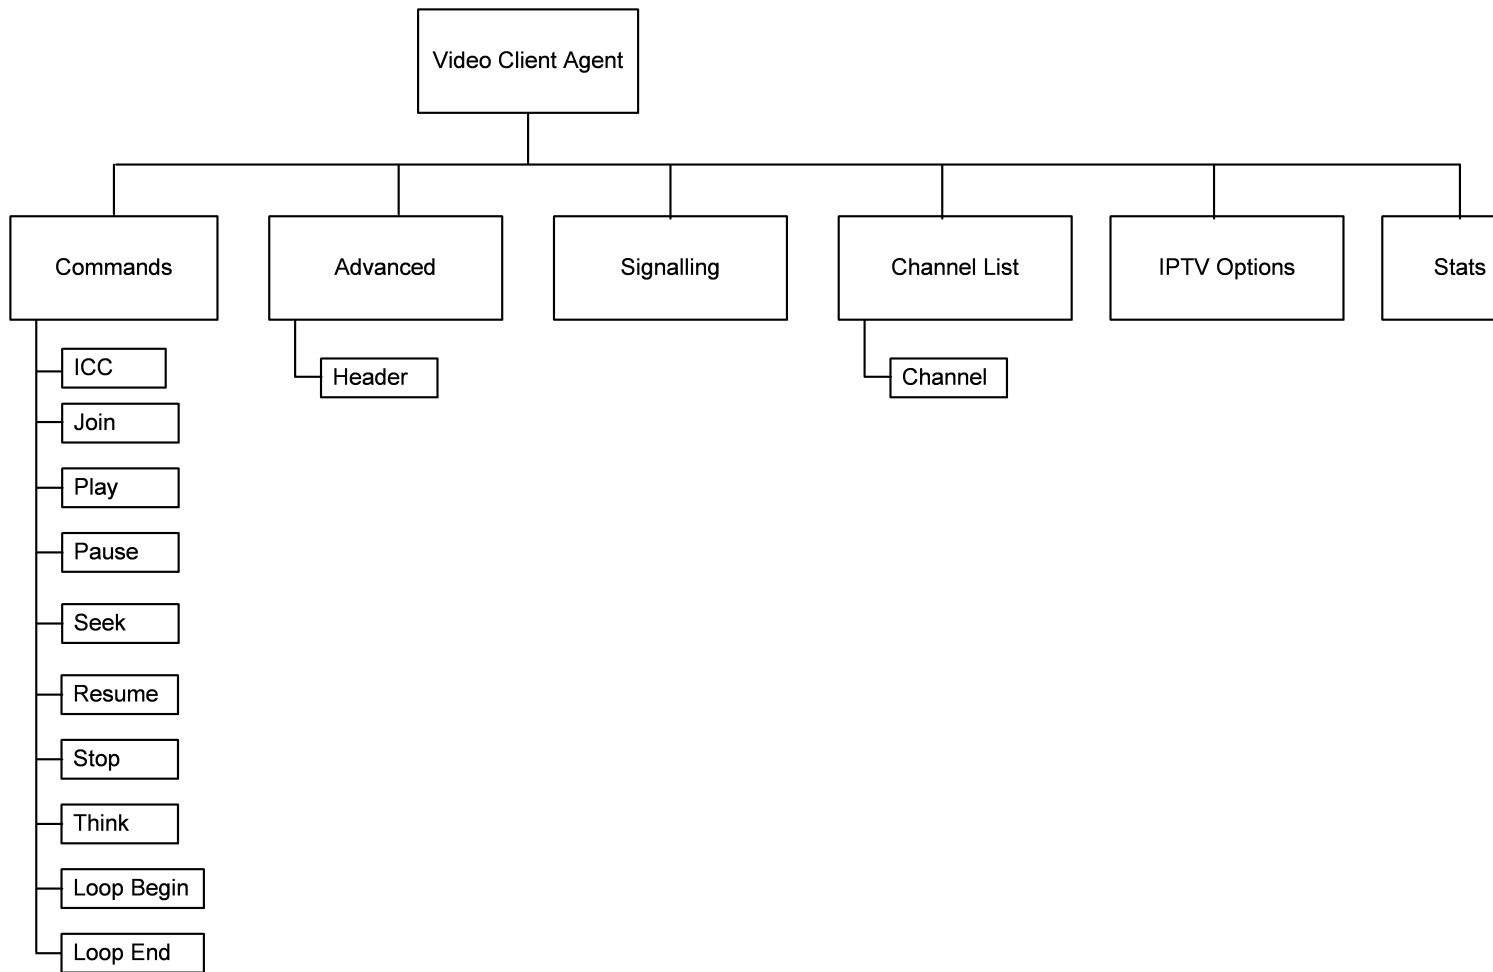 Video Client Agent
Commands
Advanced
Signalling
Channel List
IPTV Options
Stats
ICC
Header
Channel
Join
Play
Pause
Seek
Resume
Stop
Think
Loop Begin
Loop End